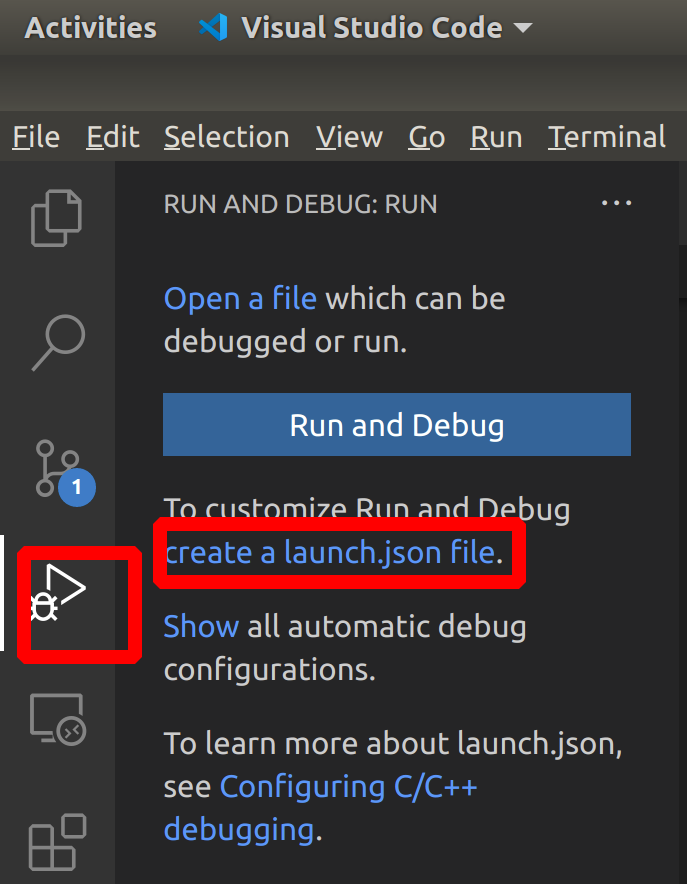 Activities Visual Studio Code
File Edit Selection View Go Run Terminal
RUN AND DEBUG: RUN ···
Open a file which can be
debugged or run.
Run and Debug
1
To customize Run and Debug
create a launch.json file.
Show all automatic debug
configurations.
To learn more about launch.json,
see Configuring C/C++
debugging.